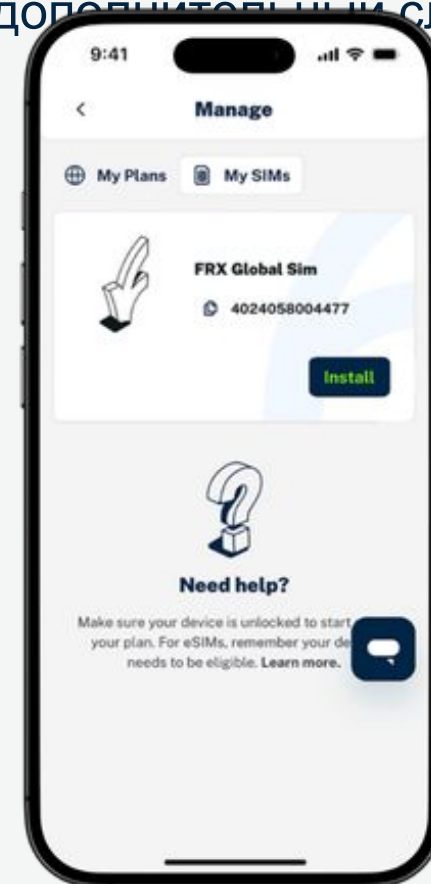 дополнительный
9:41
Manage
My Plans
My SIMs
FRX Global Sim
4024058004477
Install
Need help?
Make sure your device is unlocked to start
your plan. For eSIMs, remember your
needs to be eligible. Learn more.